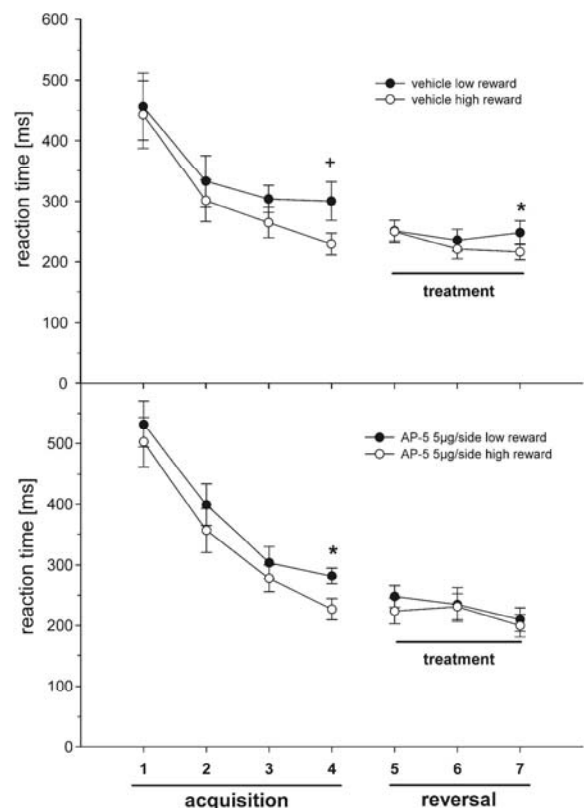 600
500
400
300
200
100
0
reaction time [ms]
vehicle low reward
vehicle high reward
+
*
treatment
500
400
300
200
100
0
reaction time [ms]
AP-5 5µg/side low reward
AP-5 5µg/side high reward
*
treatment
1 2 3 4 5 6 7
acquisition reversal